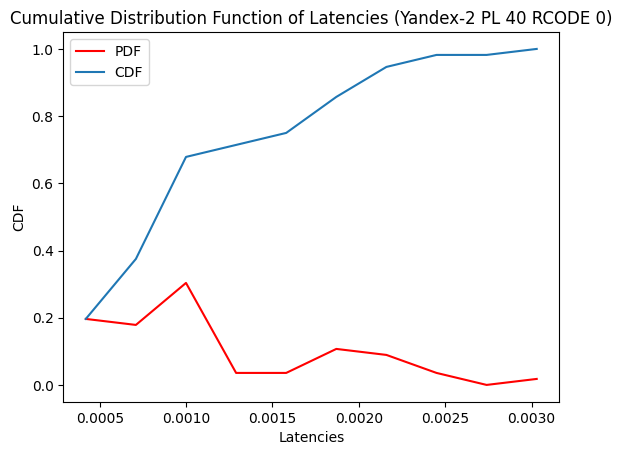 Cumulative Distribution Function of Latencies (Yandex-2 PL 40 RCODE 0)
PDF
CDF
1.0
0.8
0.6
0.4
0.2
0.0
CDF
0.0005
0.0010
0.0015
0.0020
0.0025
0.0030
Latencies